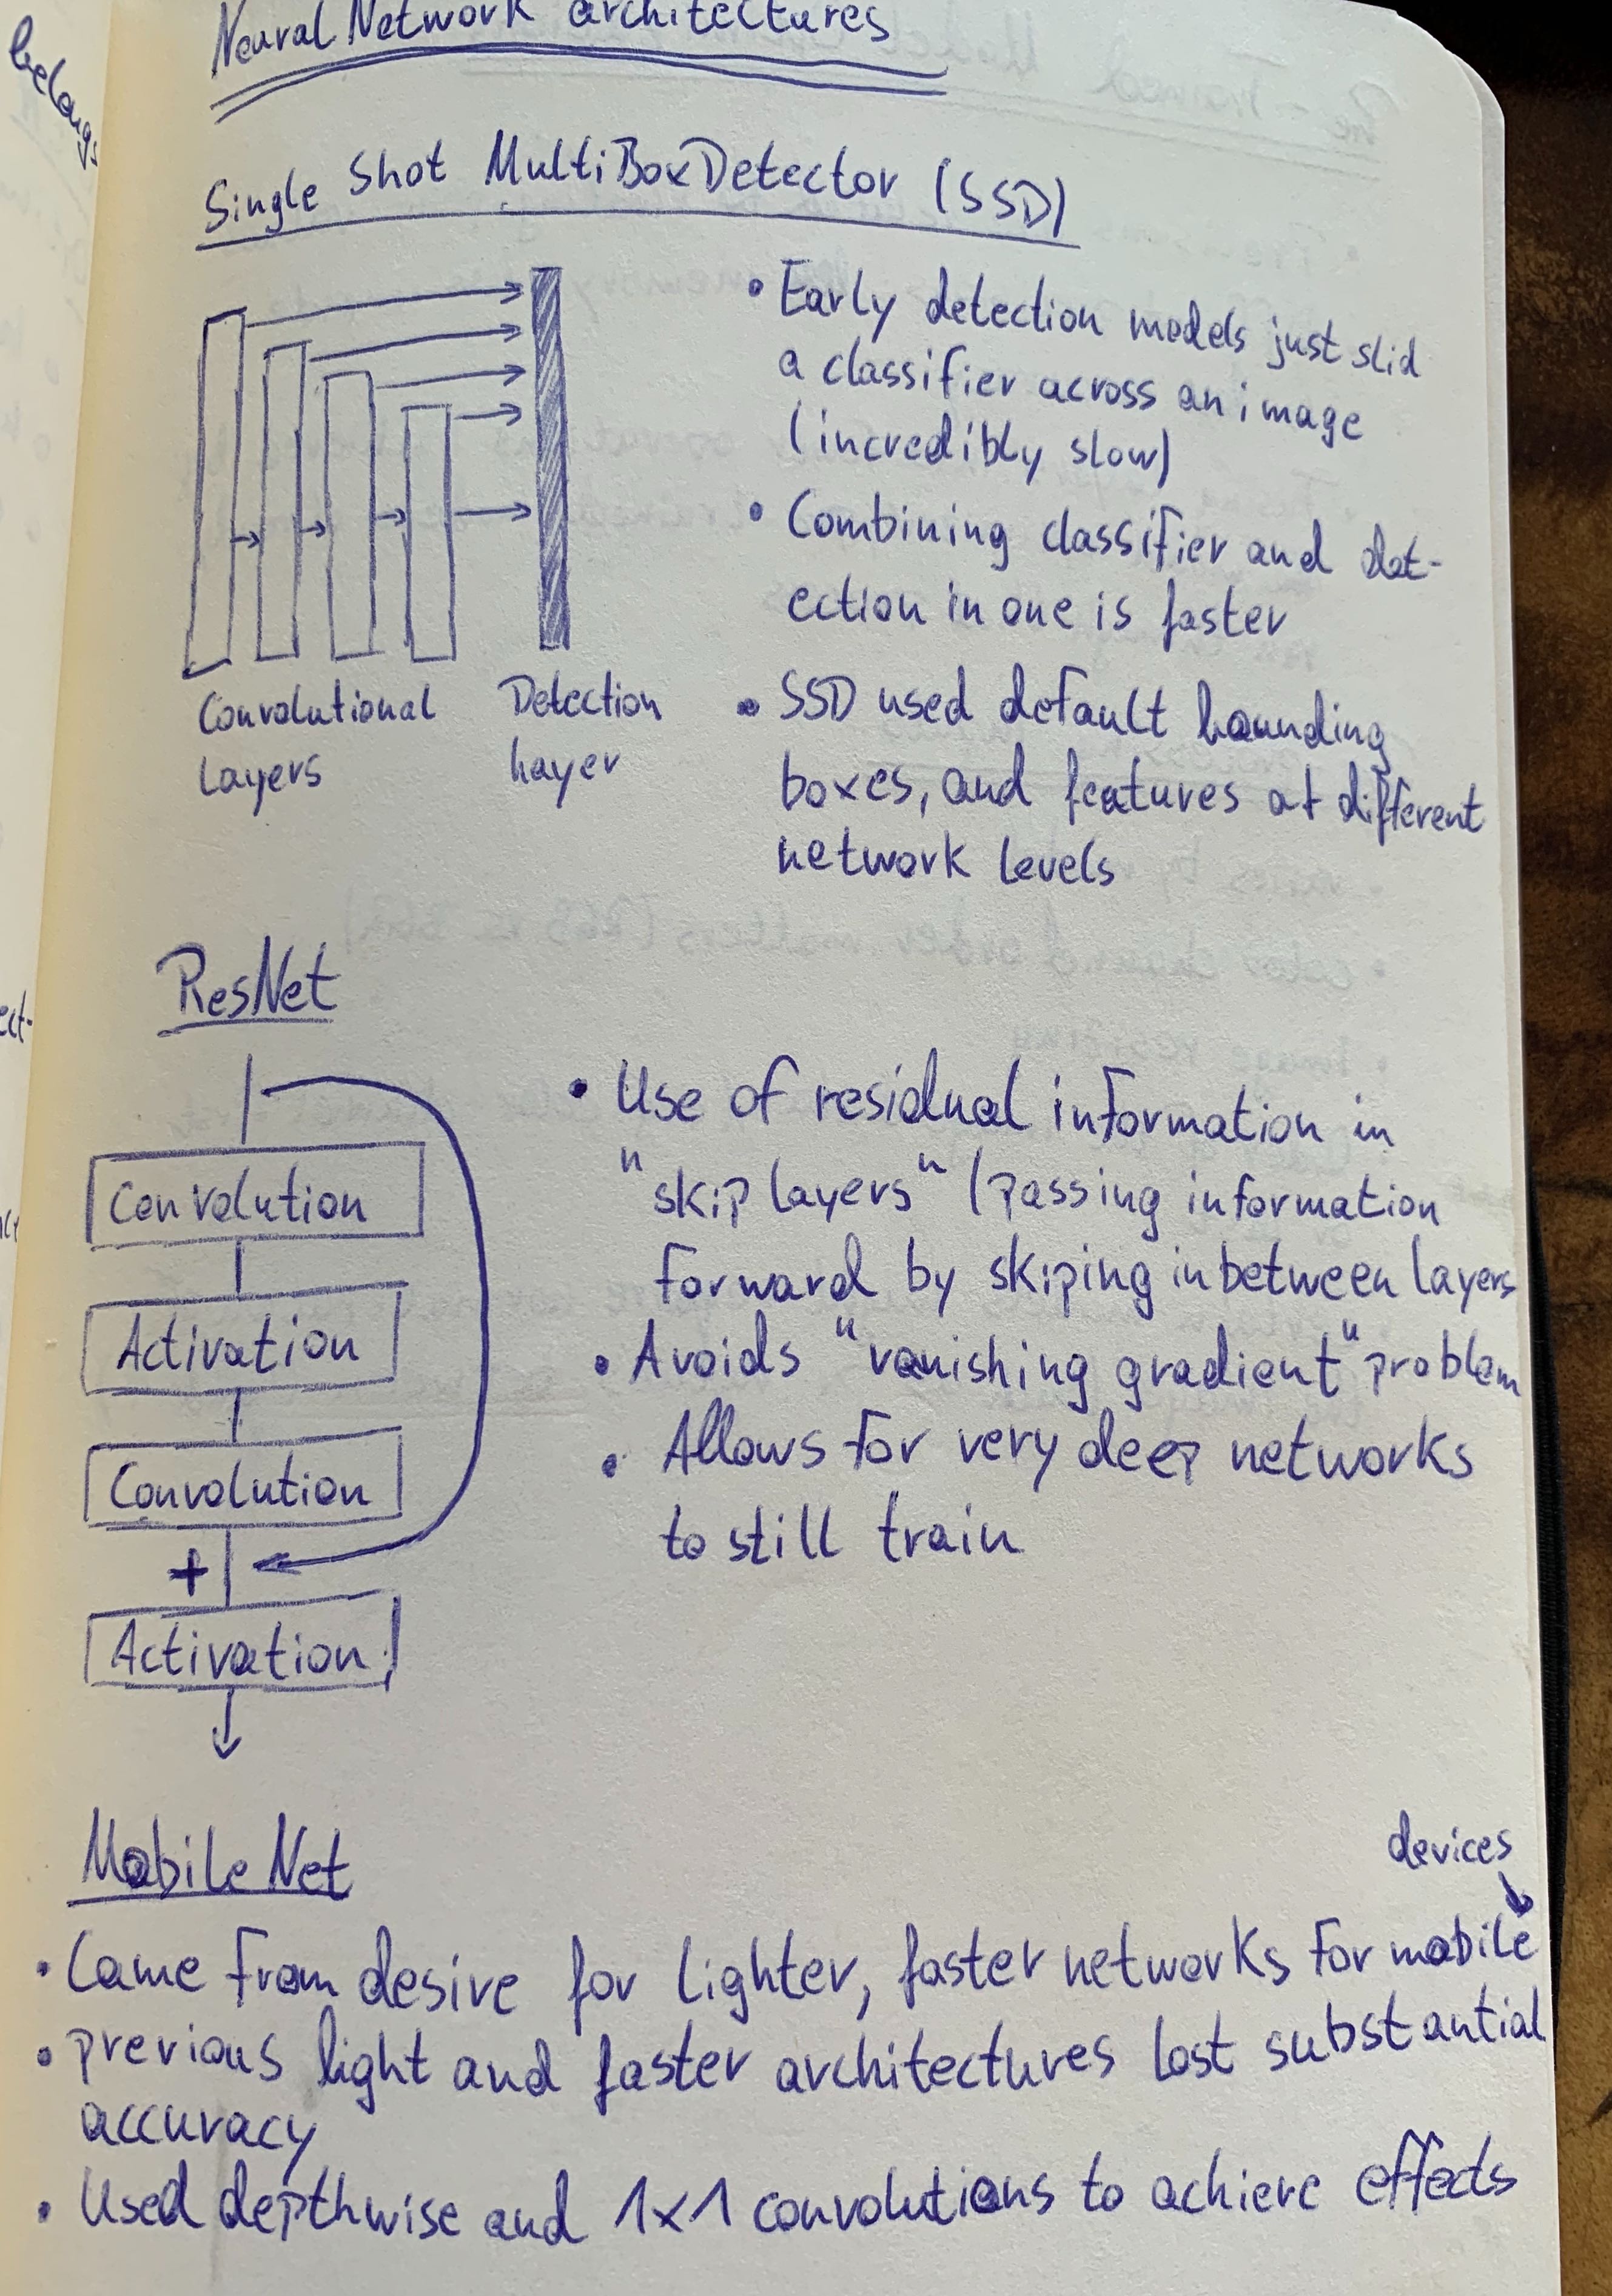 belongs
Neural Network architectures
Single Shot MultiBoxDetector (SSD)
• Early detection models just slid
a classifier across an image
(incredibly slow)
• Combining classifier and det-
ection in one is faster
• SSD used default bounding
boxes, and features at different
network levels
Convolutional
Layers
Detection
Layer
ResNet
Convolution
Activation
Convolution
+
Activation
• Use of residual information in
"skip layers" (passing information
forward by skiping inbetween layers
• Avoids "vanishing gradient" problem
• Allows for very deep networks
to still train
MobileNet
devices
• Came from desire for lighter, faster networks for mobile
• previous light and faster architectures lost substantial
accuracy
• Used depthwise and 1x1 convolutions to achieve effects